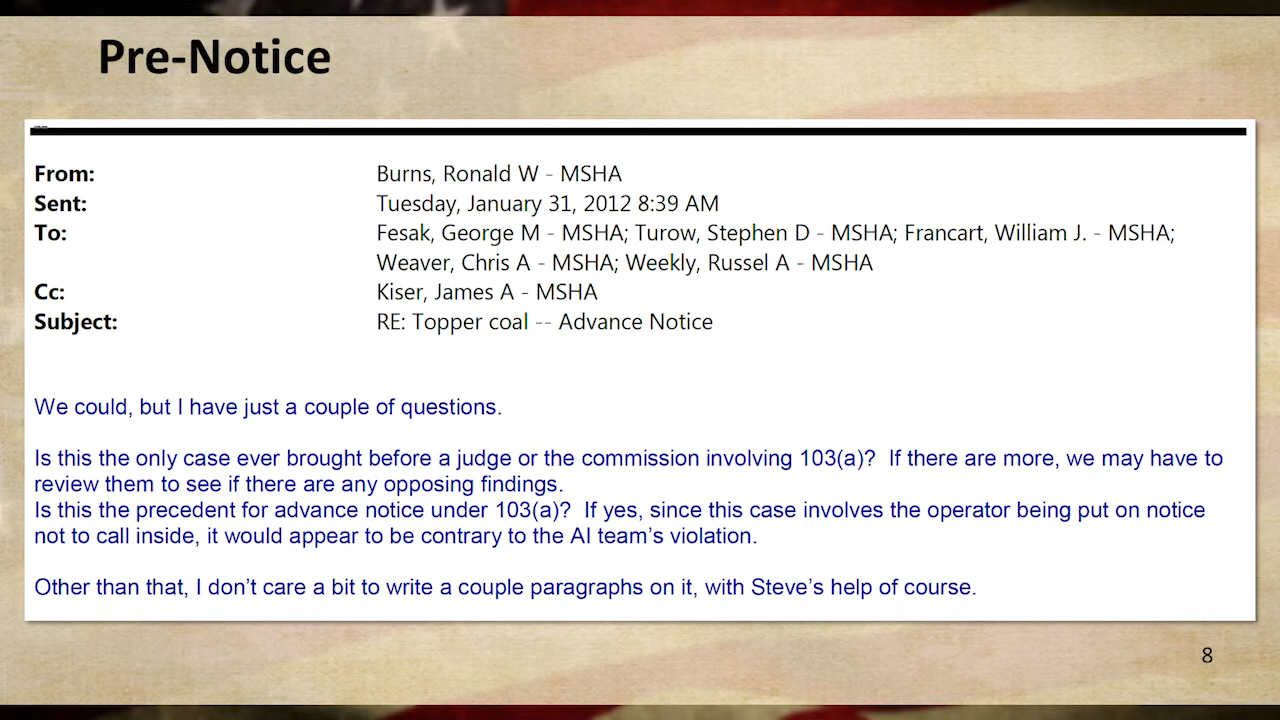 Pre-Notice
From: Burns, Ronald W - MSHA
Sent: Tuesday, January 31, 2012 8:39 AM
To: Fesak, George M - MSHA; Turow, Stephen D - MSHA; Francart, William J. - MSHA;
Weaver, Chris A - MSHA; Weekly, Russel A - MSHA
Cc: Kiser, James A - MSHA
Subject: RE: Topper coal -- Advance Notice
We could, but I have just a couple of questions.
Is this the only case ever brought before a judge or the commission involving 103(a)?  If there are more, we may have to
review them to see if there are any opposing findings.
Is this the precedent for advance notice under 103(a)?  If yes, since this case involves the operator being put on notice
not to call inside, it would appear to be contrary to the AI team’s violation.
Other than that, I don’t care a bit to write a couple paragraphs on it, with Steve’s help of course.
8